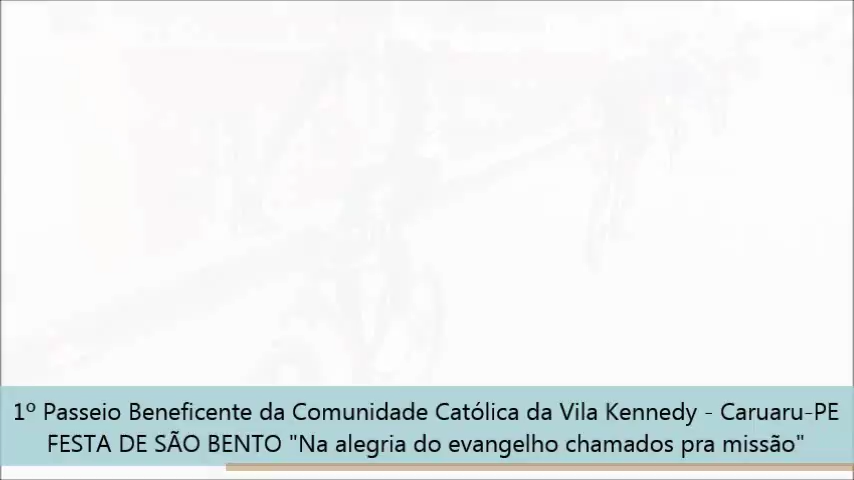 1º Passeio Beneficente da Comunidade Católica da Vila Kennedy - Caruaru-PE
FESTA DE SÃO BENTO "Na alegria do evangelho chamados pra missão"